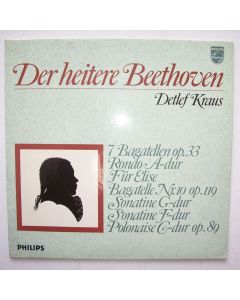 PHILIPS
Der heitere Beethoven
Detlef Kraus
7 Bagatellen op. 33
Rondo A-dur
Für Elise
Bagatelle Nr. 10 op. 119
Sonatine G-dur
Sonatine F-dur
Polonaise C-dur op. 89
PHILIPS